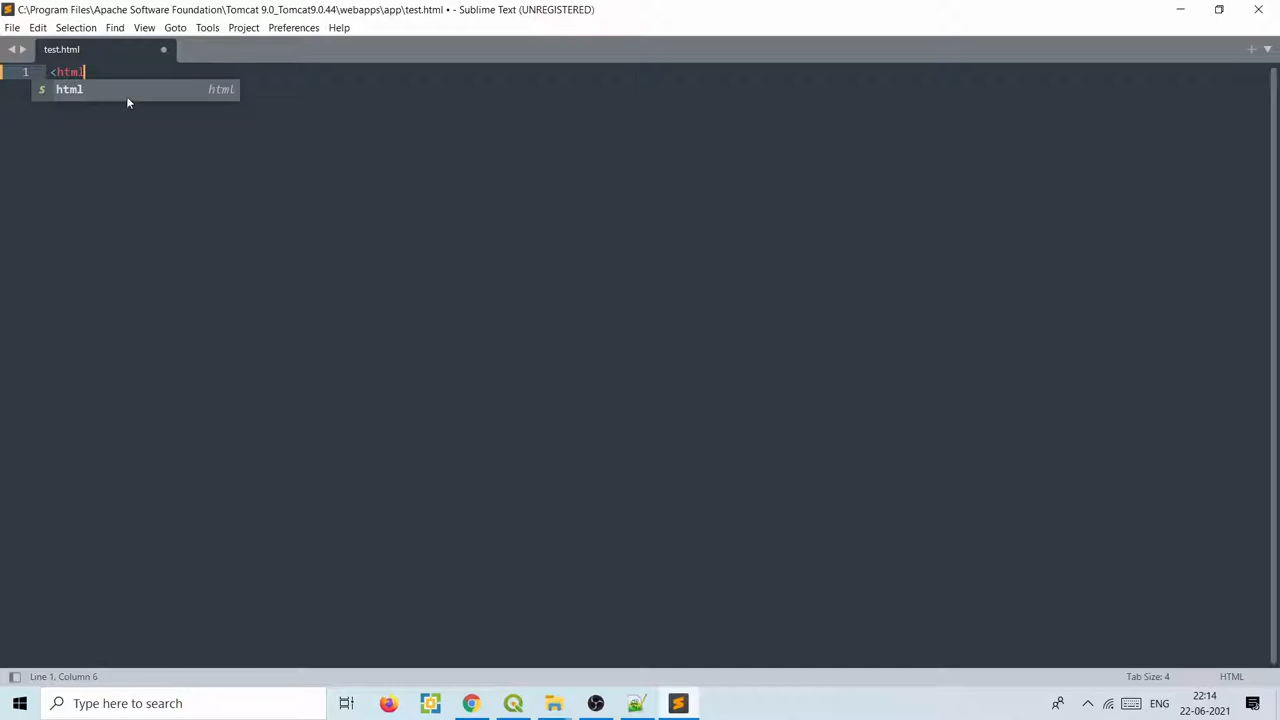 C:\Program Files\Apache Software Foundation\Tomcat 9.0_Tomcat9.0.44\webapps\app\test.html • - Sublime Text (UNREGISTERED)
File Edit Selection Find View Goto Tools Project Preferences Help
test.html
1 <html
s html html
Line 1, Column 6 Tab Size: 4 HTML
Type here to search ENG 22:14
22-06-2021